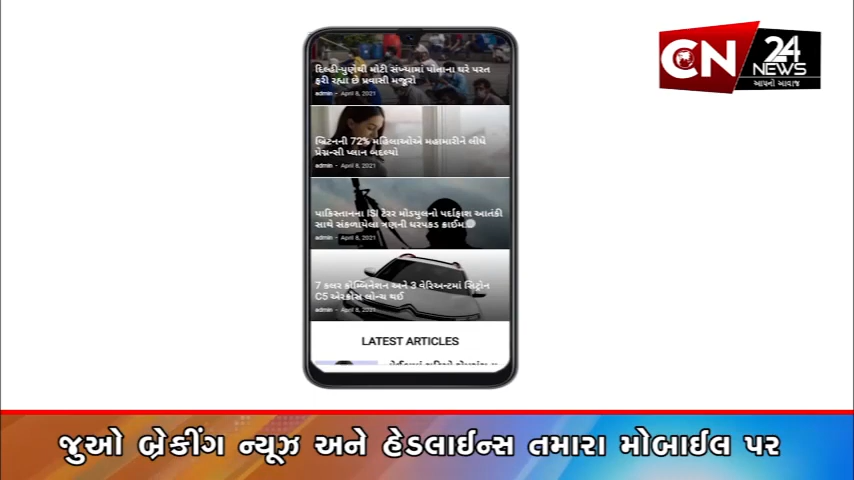 CN
24
NEWS
આપનો અવાજ
દિલ્હી-પુણેથી મોટી સંખ્યામાં પોતાના ઘરે પરત
ફરી રહ્યા છે પ્રવાસી મજૂરો
admin - April 8, 2021
બ્રિટનની 72% મહિલાઓએ મહામારીને લીધે
પ્રેગ્નન્સી પ્લાન બદલ્યો
admin - April 8, 2021
પાકિસ્તાનના ISI ટેરર મોડ્યુલનો પર્દાફાશ આતંકી
સાથે સંકળાયેલા ત્રણની ધરપકડ ક્રાઈમ
admin - April 8, 2021
7 કલર કોમ્બિનેશન અને 3 વેરિઅન્ટમાં સિટ્રોન
C5 એરક્રોસ લોન્ચ થઈ
admin - April 8, 2021
LATEST ARTICLES
જુઓ બ્રેકીંગ ન્યૂઝ અને હેડલાઈન્સ તમારા મોબાઈલ પર